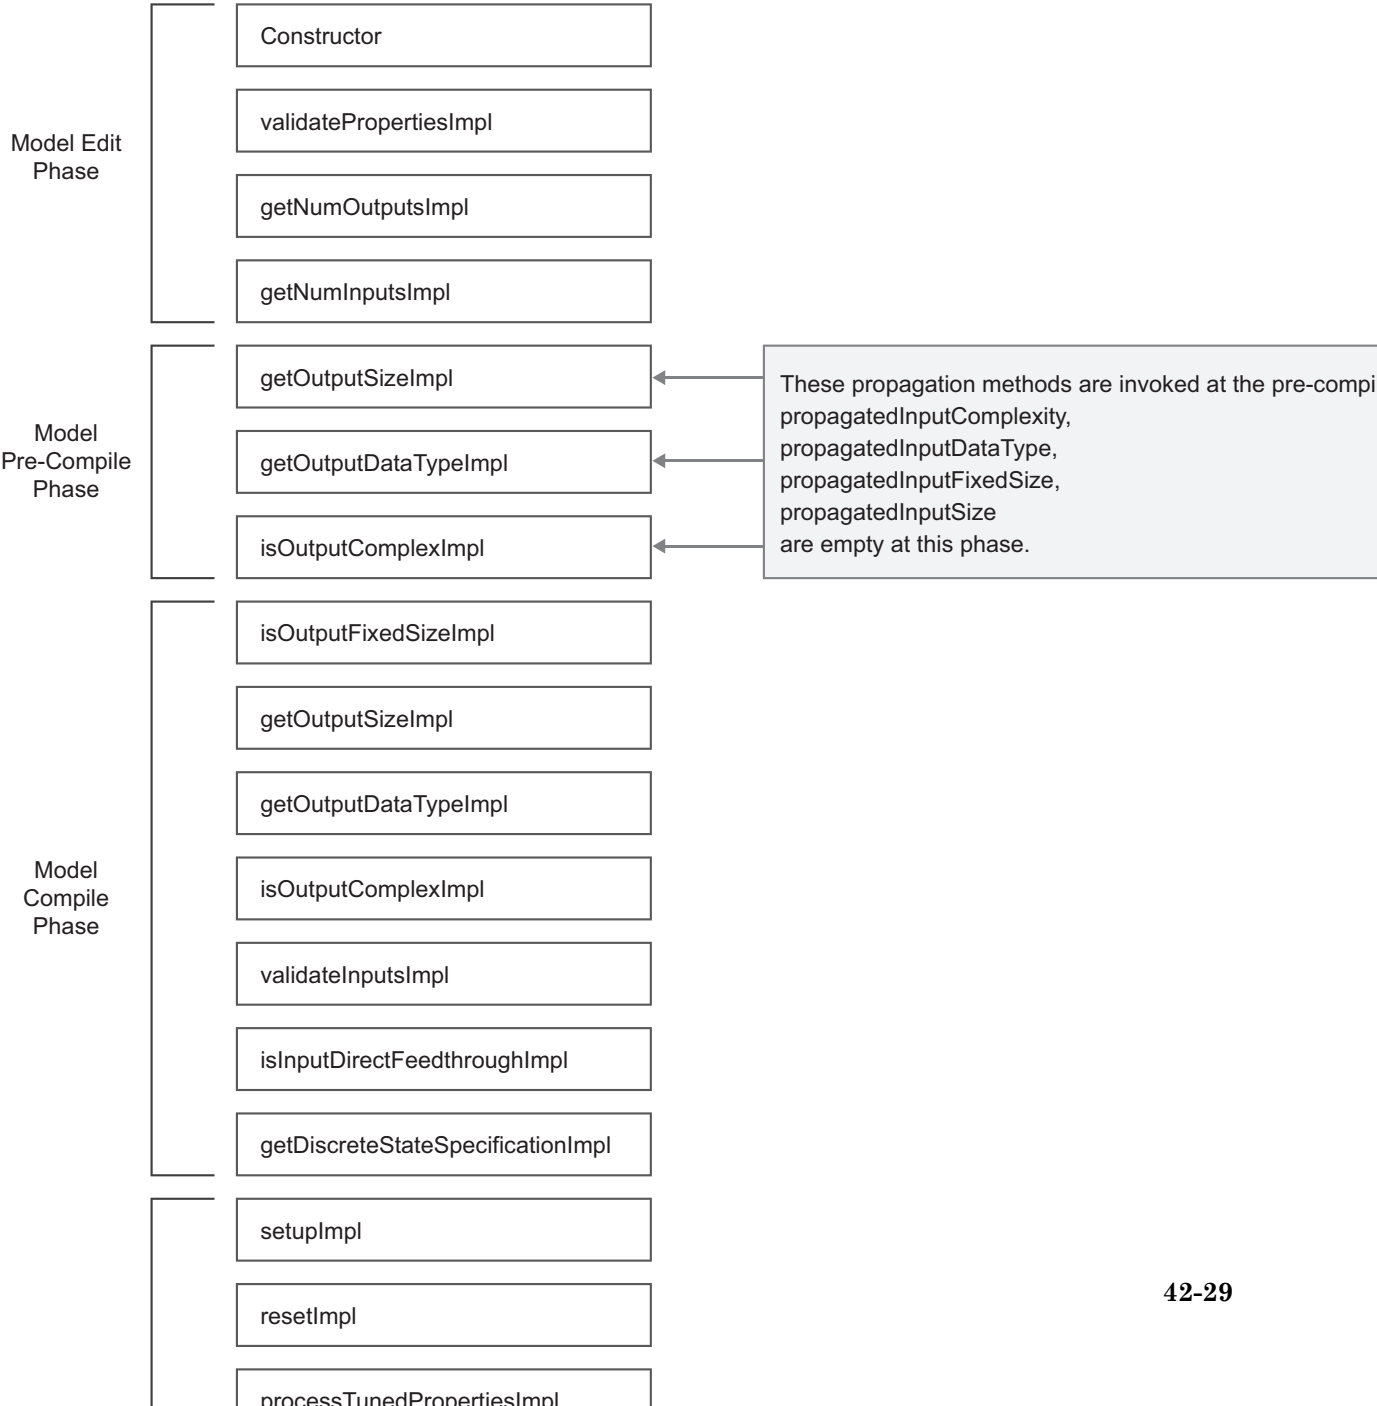 Constructor
validatePropertiesImpl
Model Edit
Phase
getNumOutputsImpl
getNumInputsImpl
getOutputSizeImpl
These propagation methods are invoked at the pre-compi
propagatedInputComplexity,
propagatedInputDataType,
propagatedInputFixedSize,
propagatedInputSize
are empty at this phase.
Model
Pre-Compile
Phase
getOutputDataTypeImpl
isOutputComplexImpl
isOutputFixedSizeImpl
getOutputSizeImpl
getOutputDataTypeImpl
Model
Compile
Phase
isOutputComplexImpl
validateInputsImpl
isInputDirectFeedthroughImpl
getDiscreteStateSpecificationImpl
setupImpl
42-29
resetImpl
processTunedPropertiesImpl